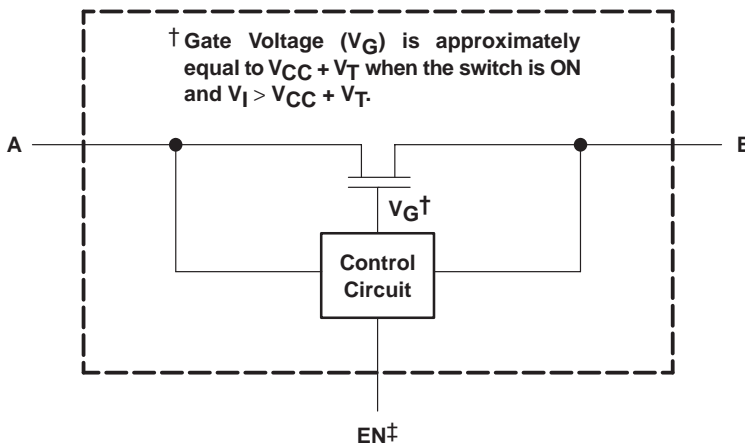 † Gate Voltage (VG) is approximately
equal to VCC + VT when the switch is ON
and VI > VCC + VT.
A
VG†
Control
Circuit
EN‡